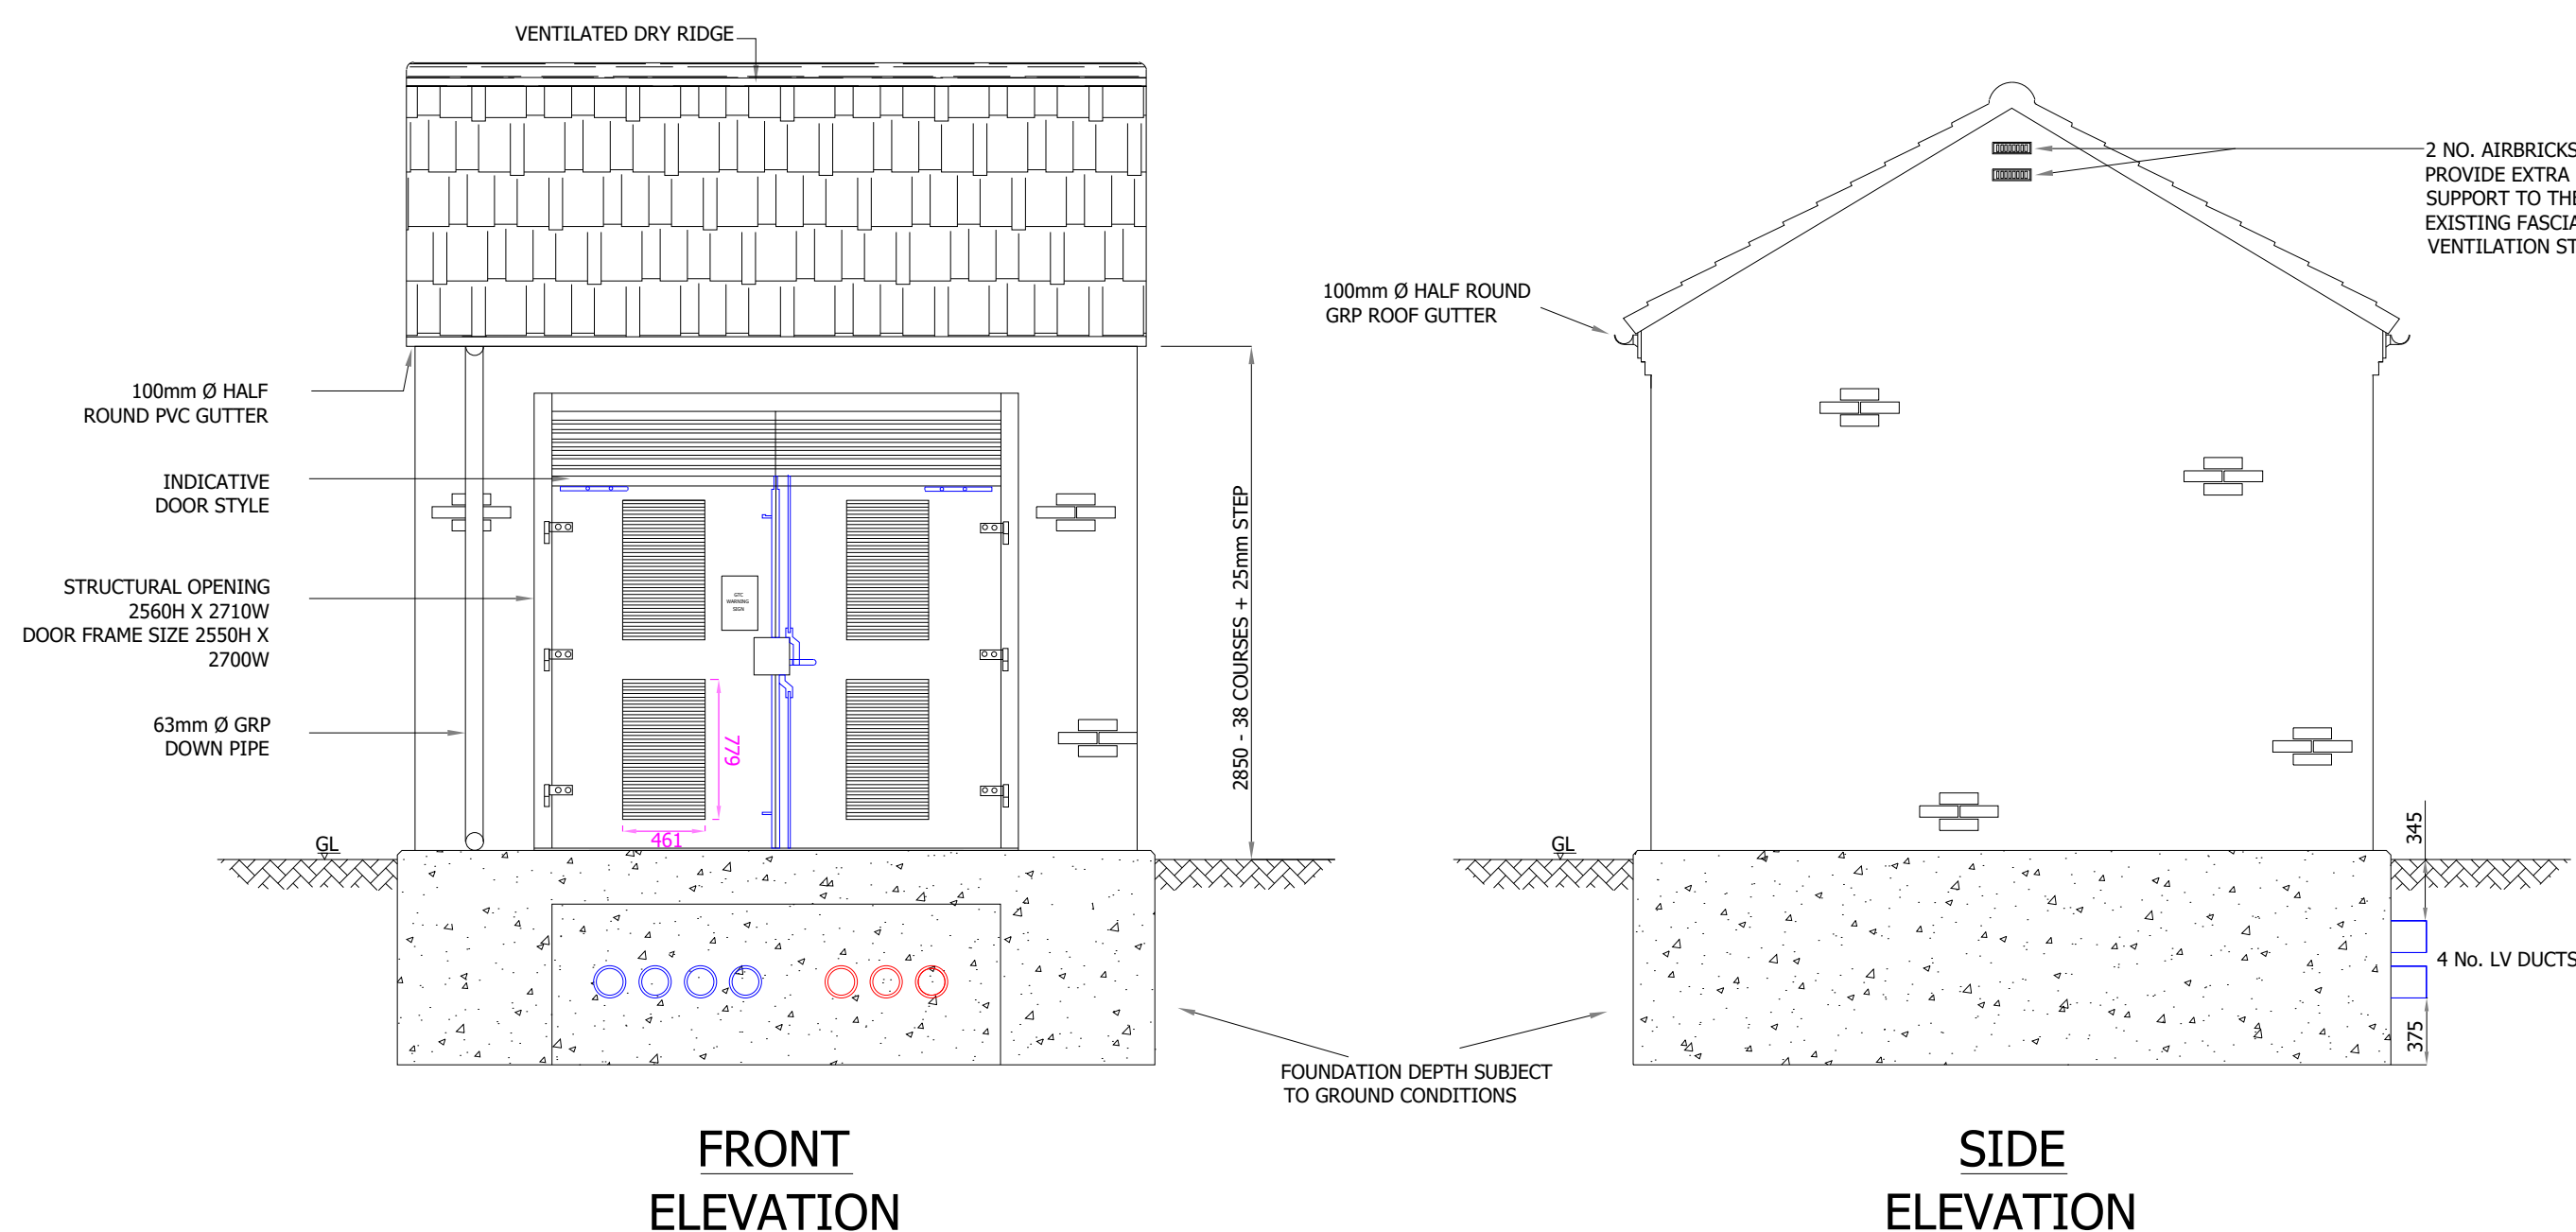 VENTILATED DRY RIDGE
100mm Ø HALF
ROUND PVC GUTTER
INDICATIVE
DOOR STYLE
STRUCTURAL OPENING
2560H X 2710W
DOOR FRAME SIZE 2550H X
2700W
63mm Ø GRP
DOWN PIPE
GTC
WARNING
SIGN
779
461
GL
2850 - 38 COURSES + 25mm STEP
FOUNDATION DEPTH SUBJECT
TO GROUND CONDITIONS
FRONT
ELEVATION
100mm Ø HALF ROUND
GRP ROOF GUTTER
2 NO. AIRBRICKS
PROVIDE EXTRA
SUPPORT TO THE
EXISTING FASCIA
VENTILATION ST
GL
345
4 No. LV DUCTS
375
SIDE
ELEVATION